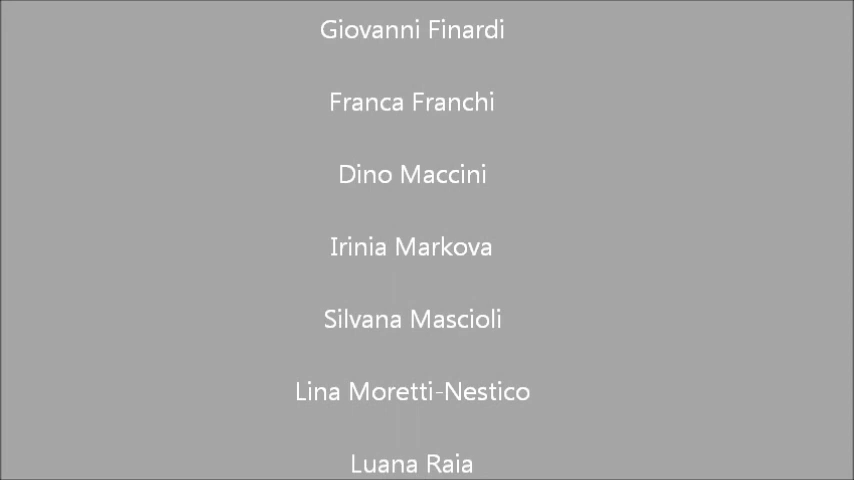 Giovanni Finardi
Franca Franchi
Dino Maccini
Irinia Markova
Silvana Mascioli
Lina Moretti-Nestico
Luana Raia